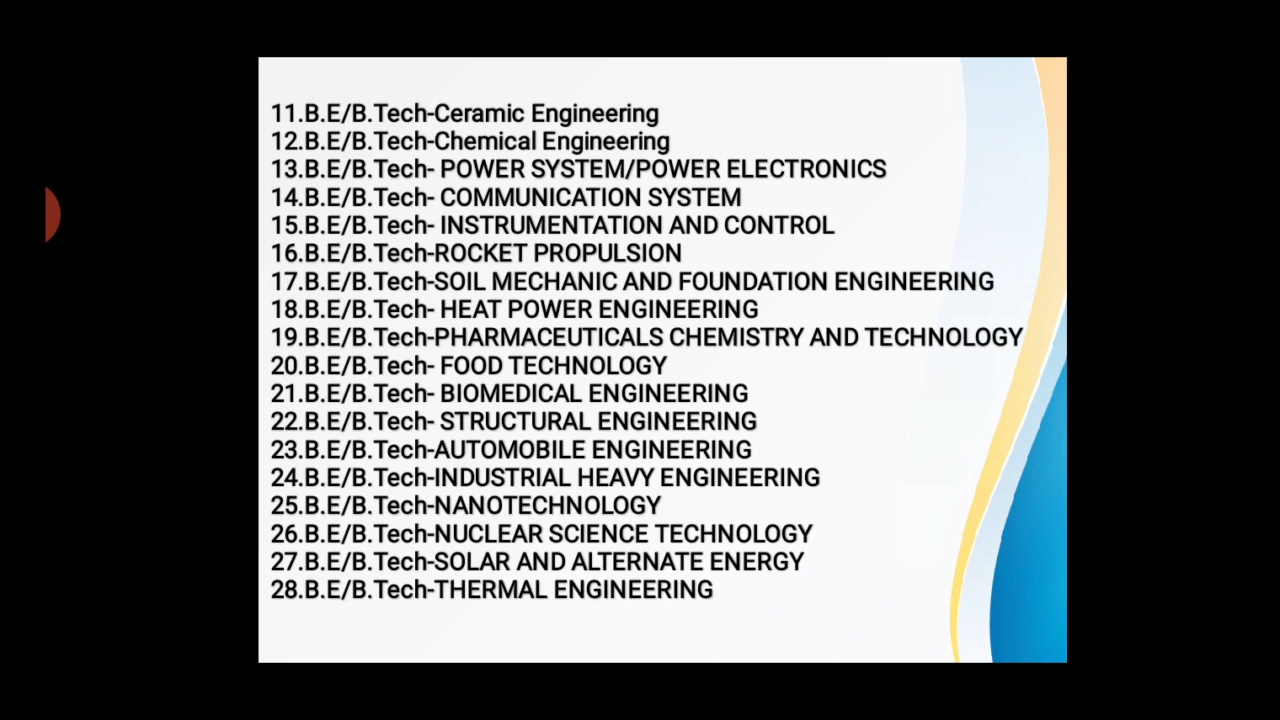 11.B.E/B.Tech-Ceramic Engineering
12.B.E/B.Tech-Chemical Engineering
13.B.E/B.Tech- POWER SYSTEM/POWER ELECTRONICS
14.B.E/B.Tech- COMMUNICATION SYSTEM
15.B.E/B.Tech- INSTRUMENTATION AND CONTROL
16.B.E/B.Tech-ROCKET PROPULSION
17.B.E/B.Tech-SOIL MECHANIC AND FOUNDATION ENGINEERING
18.B.E/B.Tech- HEAT POWER ENGINEERING
19.B.E/B.Tech-PHARMACEUTICALS CHEMISTRY AND TECHNOLOGY
20.B.E/B.Tech- FOOD TECHNOLOGY
21.B.E/B.Tech- BIOMEDICAL ENGINEERING
22.B.E/B.Tech- STRUCTURAL ENGINEERING
23.B.E/B.Tech-AUTOMOBILE ENGINEERING
24.B.E/B.Tech-INDUSTRIAL HEAVY ENGINEERING
25.B.E/B.Tech-NANOTECHNOLOGY
26.B.E/B.Tech-NUCLEAR SCIENCE TECHNOLOGY
27.B.E/B.Tech-SOLAR AND ALTERNATE ENERGY
28.B.E/B.Tech-THERMAL ENGINEERING